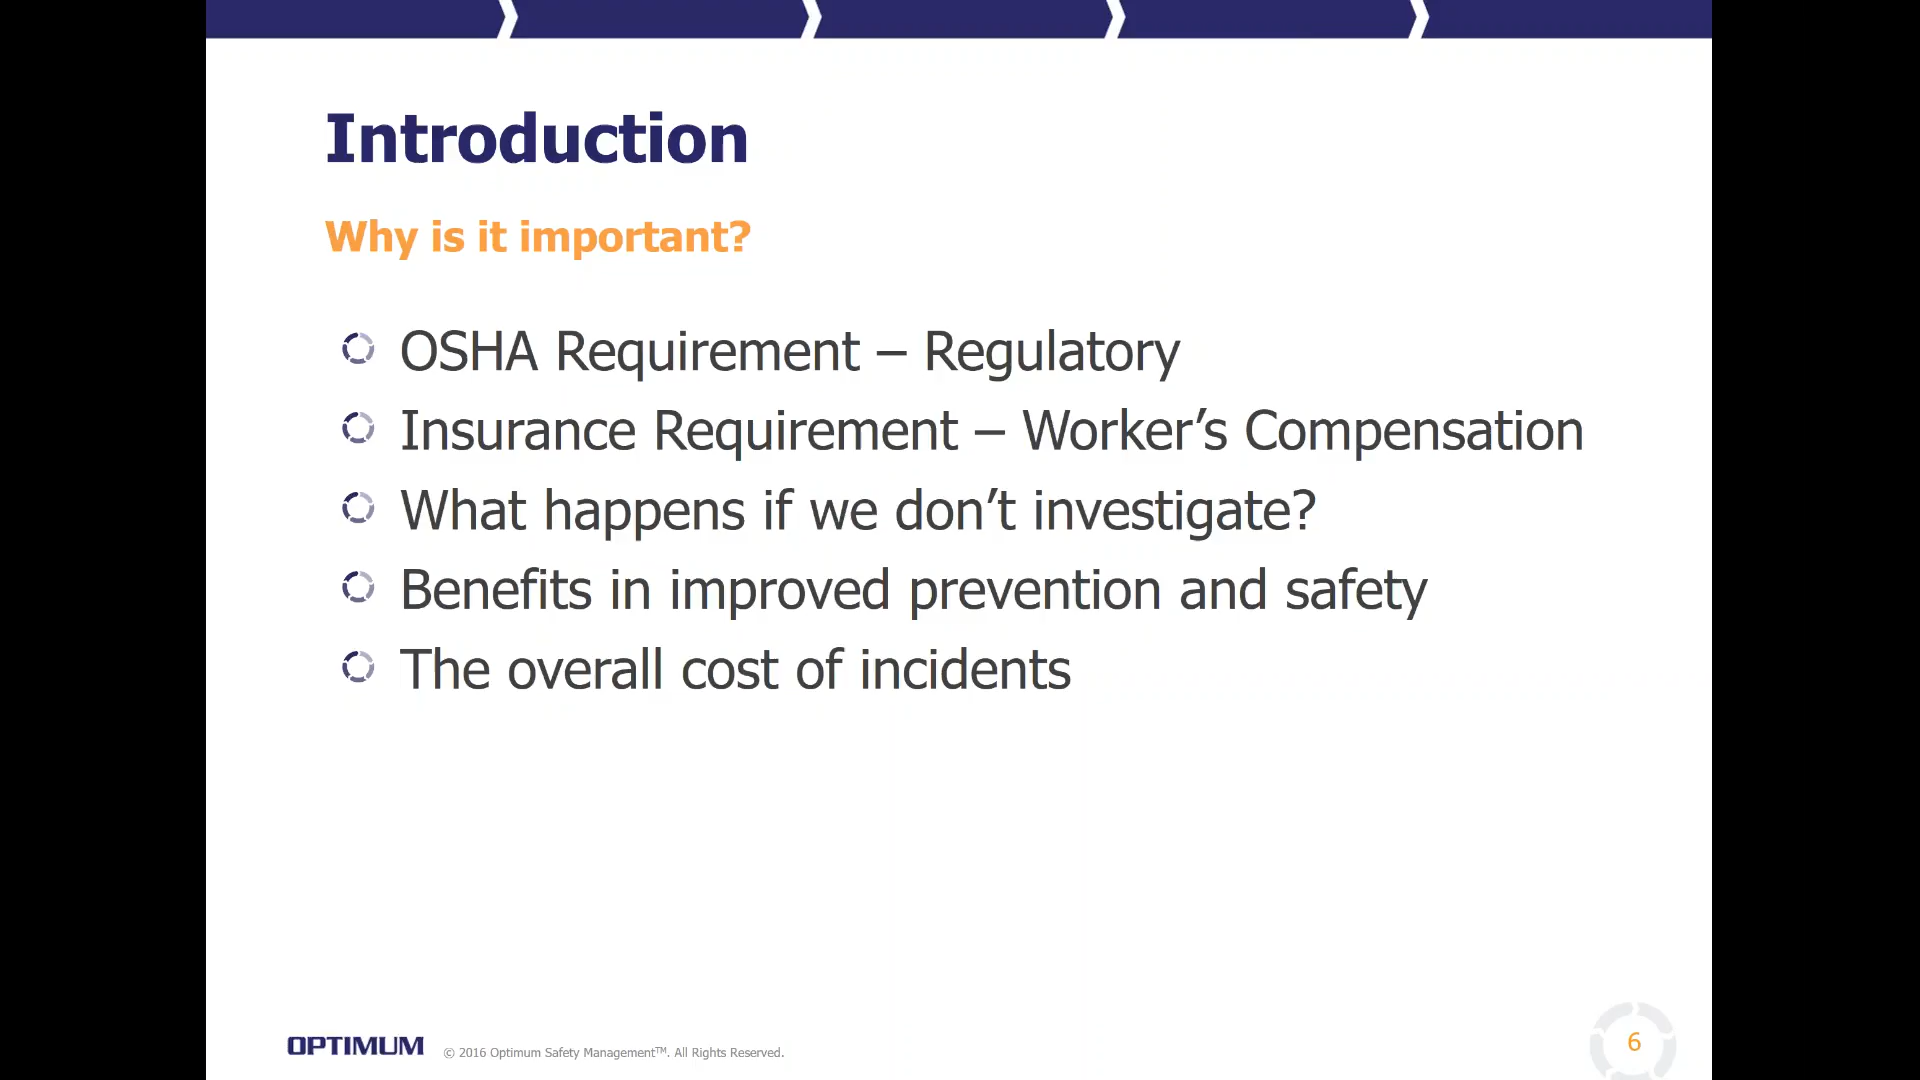 Introduction
Why is it important?
OSHA Requirement – Regulatory
Insurance Requirement – Worker’s Compensation
What happens if we don’t investigate?
Benefits in improved prevention and safety
The overall cost of incidents
OPTIMUM © 2016 Optimum Safety Management™. All Rights Reserved.
6